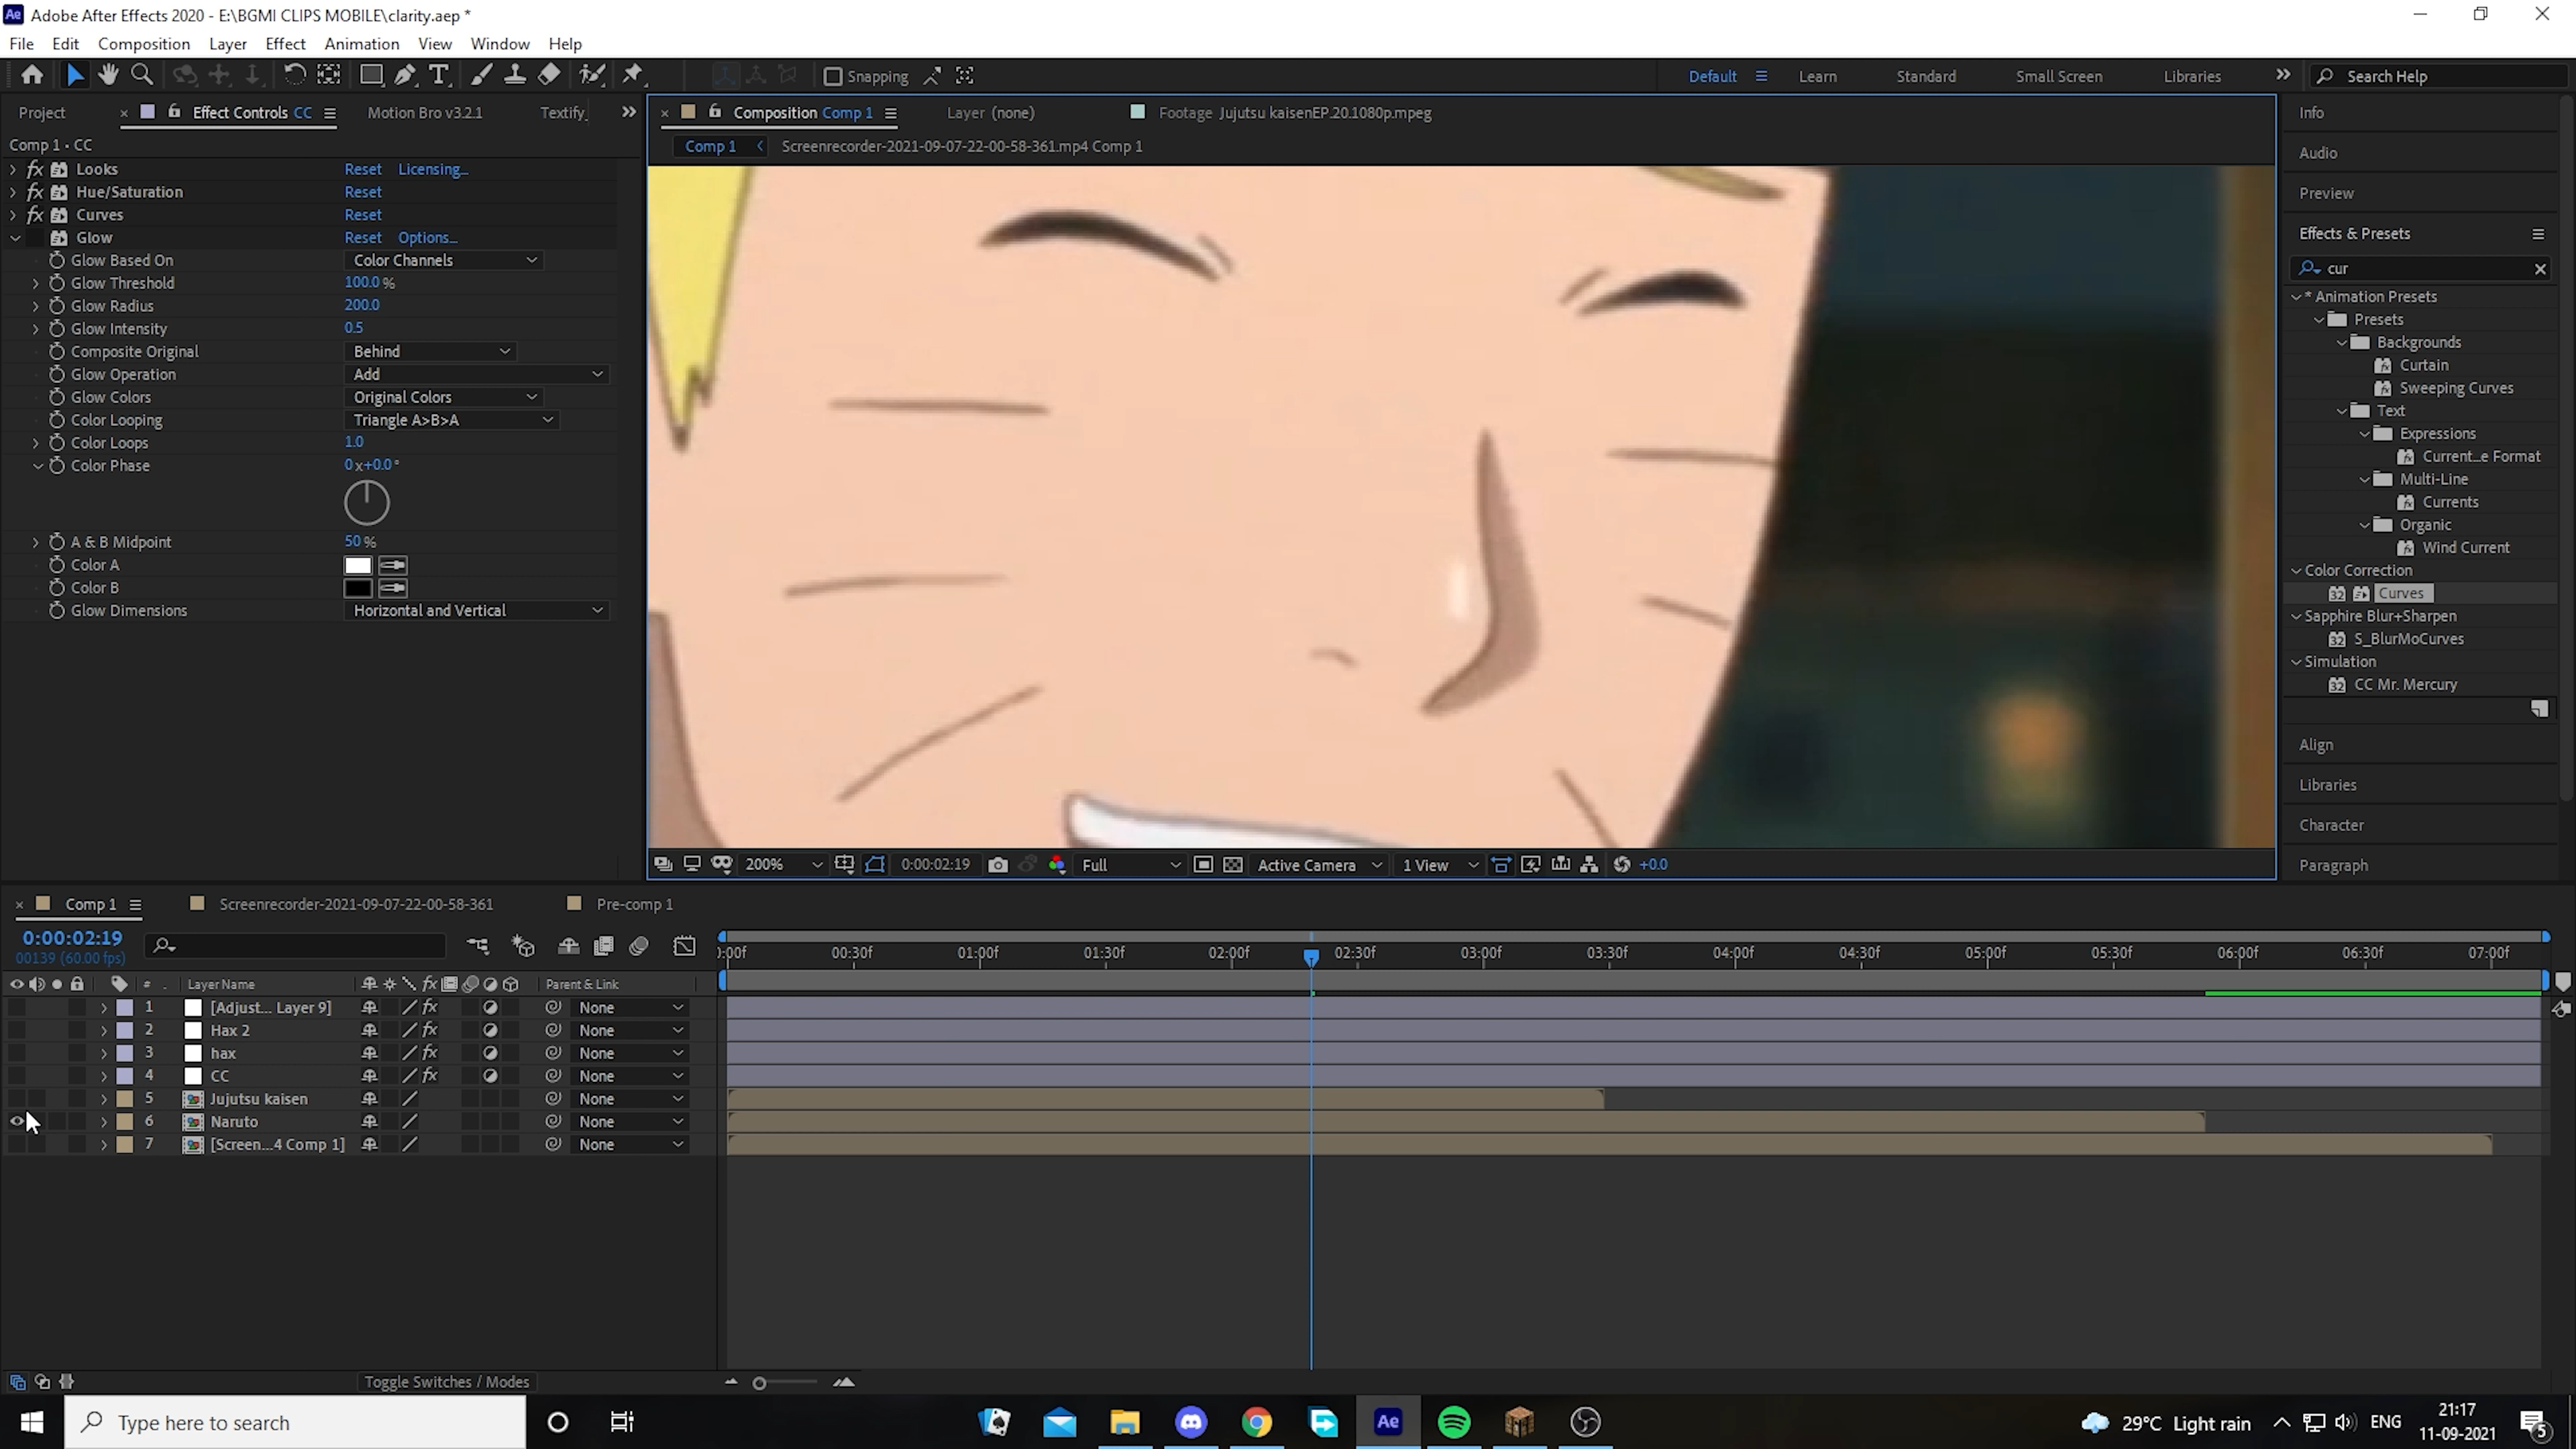 Adobe After Effects 2020 - E:\BGMI CLIPS MOBILE\clarity.aep *
File Edit Composition Layer Effect Animation View Window Help
Snapping
Default Learn Standard Small Screen Libraries Search Help
Project Effect Controls CC Motion Bro v3.2.1 Textify
Composition Comp 1 Layer (none) Footage Jujutsu kaisenEP.20.1080p.mpeg
Comp 1 • CC
Comp 1 Screenrecorder-2021-09-07-22-00-58-361.mp4 Comp 1
Looks Reset Licensing...
Hue/Saturation Reset
Curves Reset
Glow Reset Options...
Glow Based On Color Channels
Glow Threshold 100.0 %
Glow Radius 200.0
Glow Intensity 0.5
Composite Original Behind
Glow Operation Add
Glow Colors Original Colors
Color Looping Triangle A>B>A
Color Loops 1.0
Color Phase 0 x+0.0 °
A & B Midpoint 50 %
Color A
Color B
Glow Dimensions Horizontal and Vertical
200% 0:00:02:19 Full Active Camera 1 View +0.0
Info
Audio
Preview
Effects & Presets
cur
* Animation Presets
Presets
Backgrounds
Curtain
Sweeping Curves
Text
Expressions
Current...e Format
Multi-Line
Currents
Organic
Wind Current
Color Correction
32 Curves
Sapphire Blur+Sharpen
32 S_BlurMoCurves
Simulation
32 CC Mr. Mercury
Align
Libraries
Character
Paragraph
Comp 1 Screenrecorder-2021-09-07-22-00-58-361 Pre-comp 1
0:00:02:19
00139 (60.00 fps)
):00f 00:30f 01:00f 01:30f 02:00f 02:30f 03:00f 03:30f 04:00f 04:30f 05:00f 05:30f 06:00f 06:30f 07:00f
# Layer Name Parent & Link
1 [Adjust... Layer 9] None
2 Hax 2 None
3 hax None
4 CC None
5 Jujutsu kaisen None
6 Naruto None
7 [Screen...4 Comp 1] None
Toggle Switches / Modes
Type here to search
Ae
29°C Light rain
ENG
21:17
11-09-2021
5